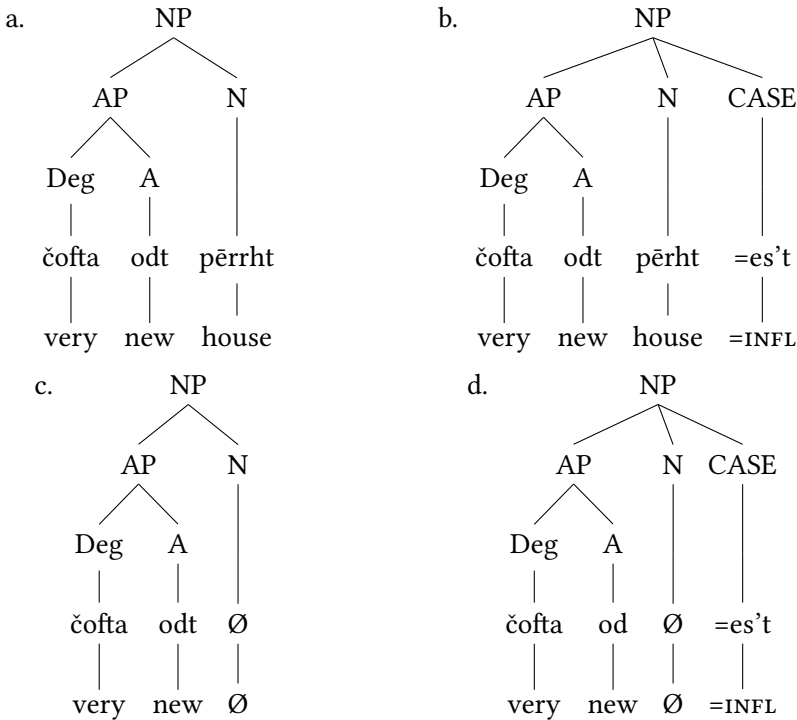 a. NP b. NP
AP N AP N CASE
Deg A Deg A
čofta odt pērrht čofta odt pērht =es’t
very new house very new house =INFL
c. NP d. NP
AP N AP N CASE
Deg A Deg A
čofta odt Ø čofta od Ø =es’t
very new Ø very new Ø =INFL